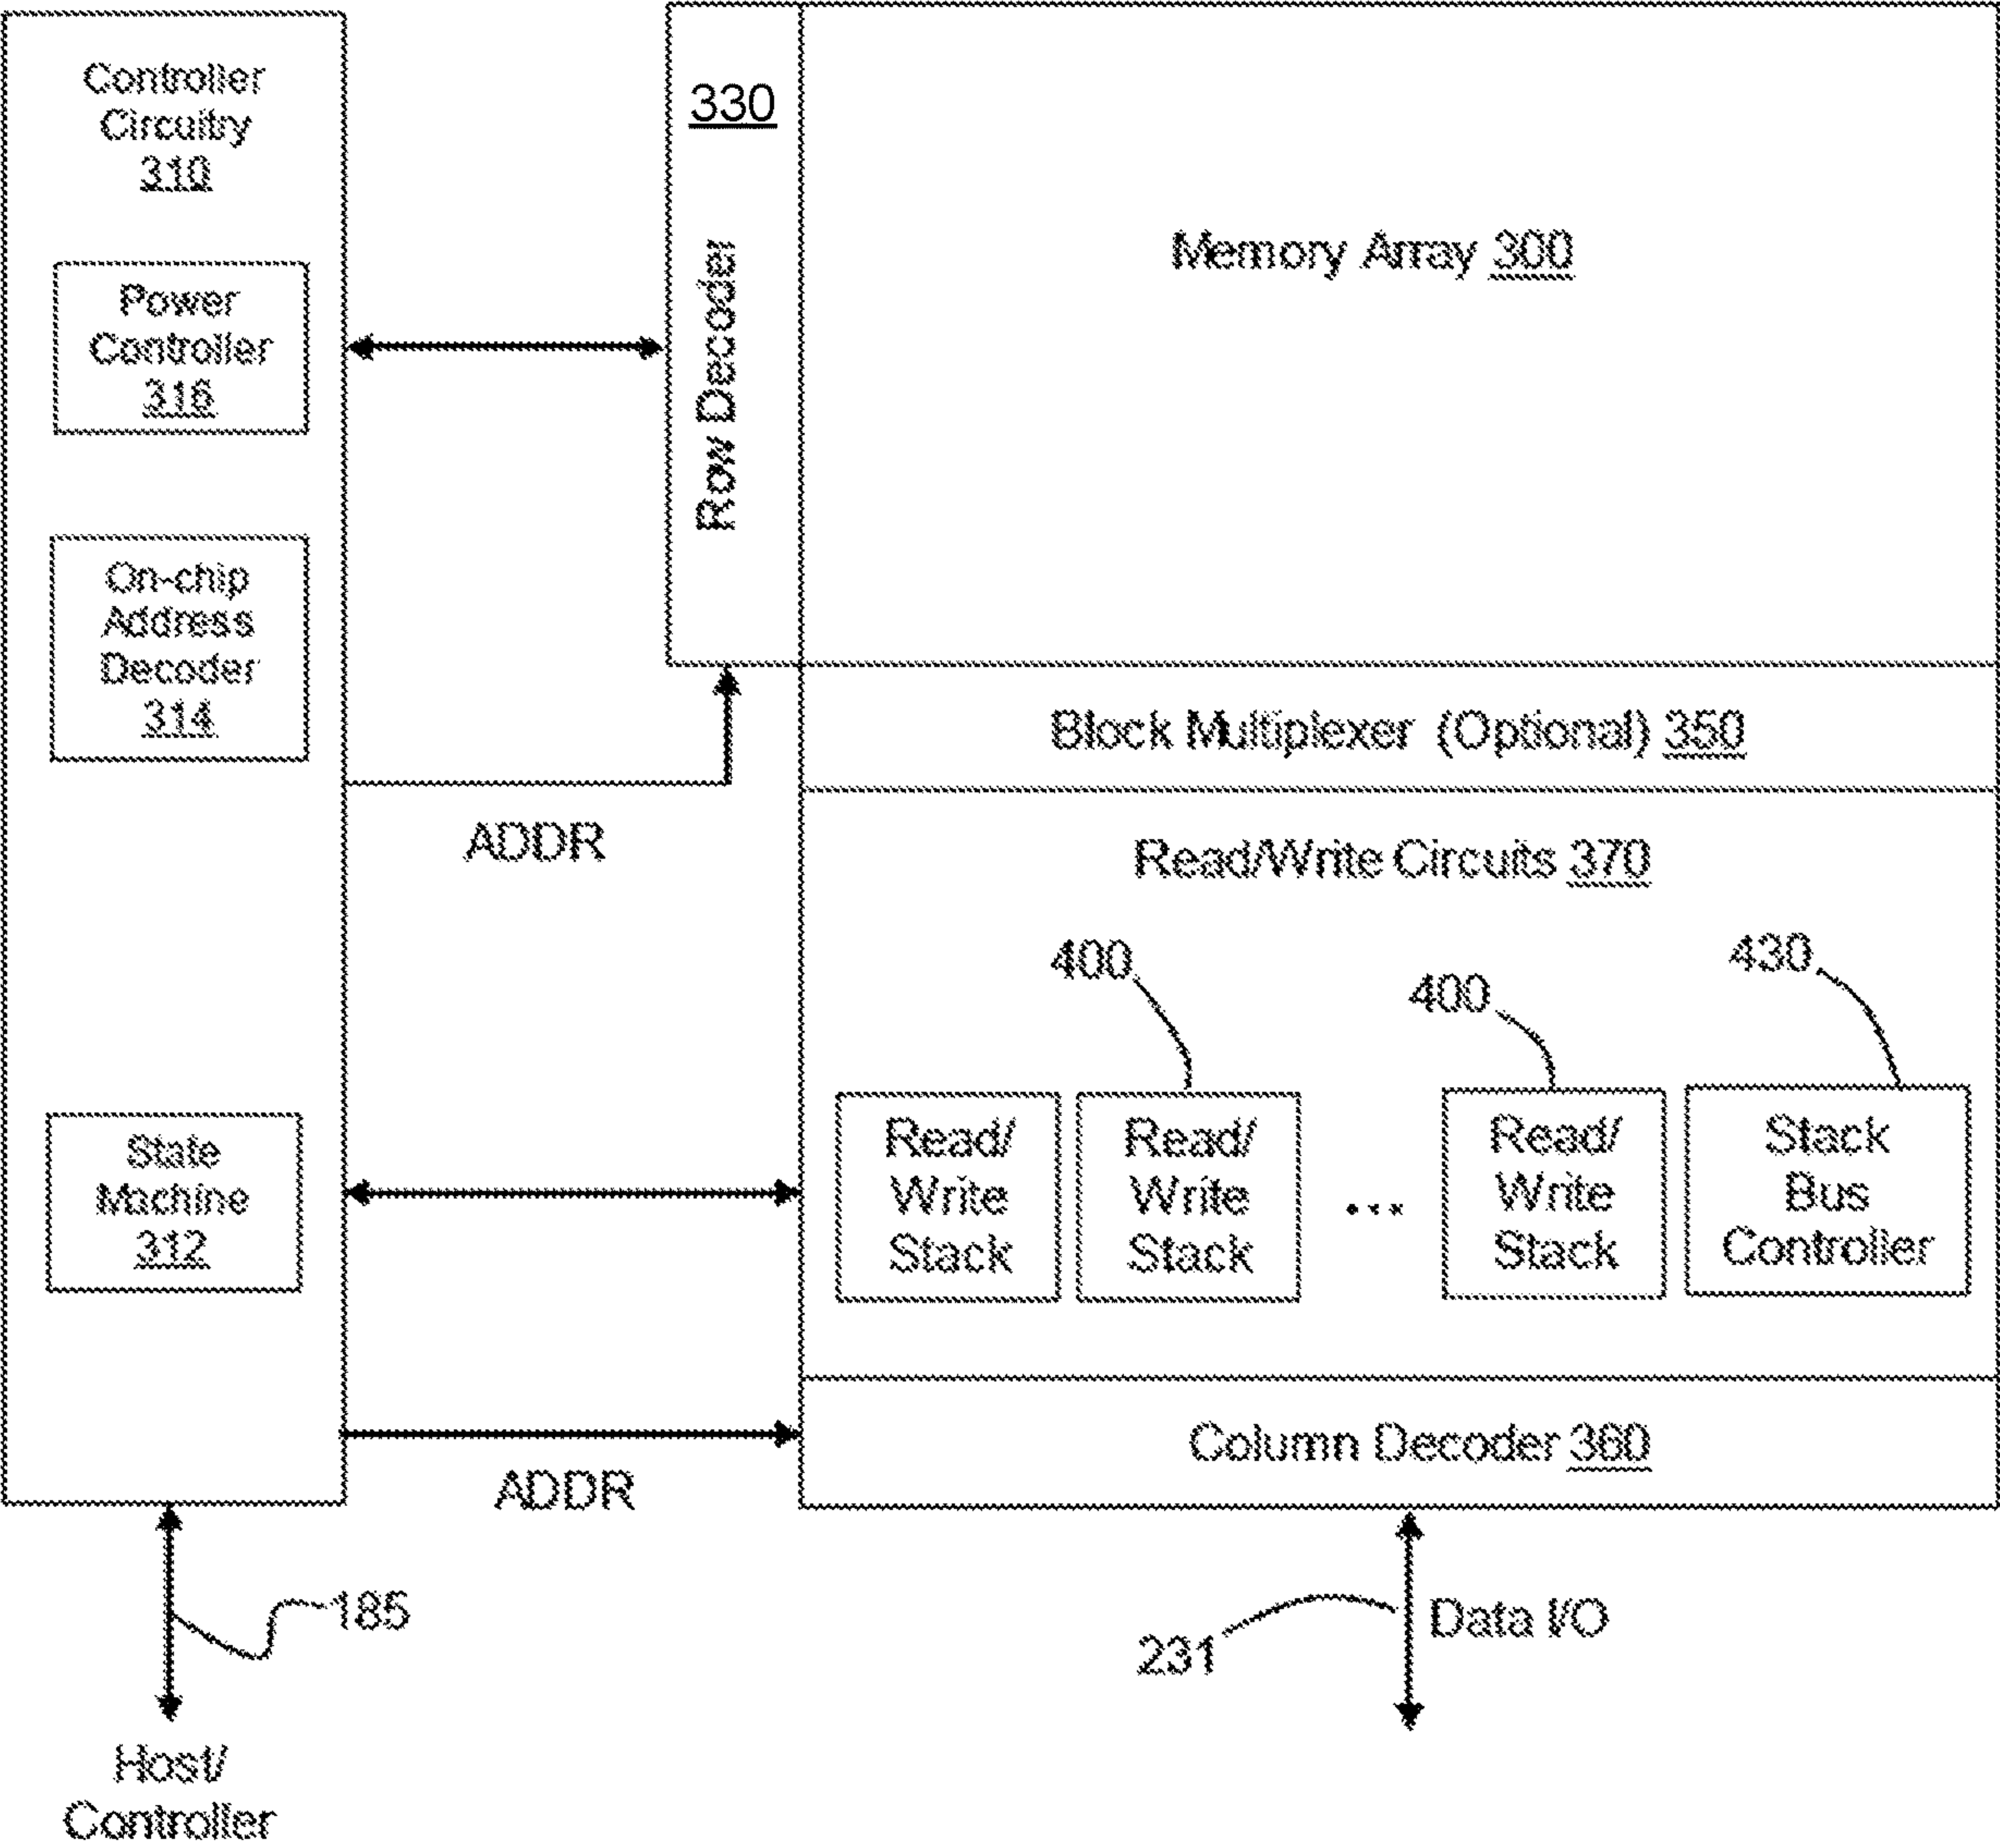 Controller
Circuitry
310
Power
Controller
316
On-chip
Address
Decoder
314
State
Machine
312
330
Row Decoder
Memory Array 300
Block Multiplexer (Optional) 350
ADDR
Read/Write Circuits 370
400
400
430
Read/
Write
Stack
Read/
Write
Stack
...
Read/
Write
Stack
Stack
Bus
Controller
Column Decoder 360
ADDR
185
231
Data I/O
Host/
Controller